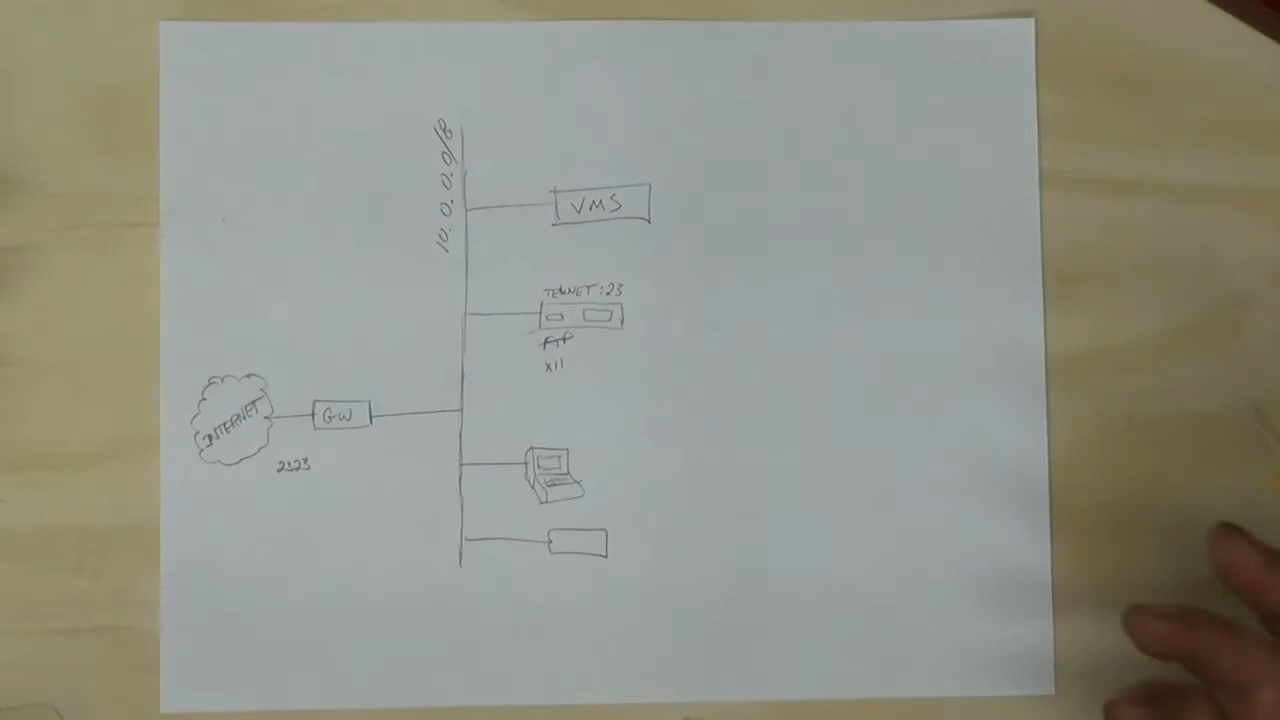 10.0.0.0/8
VMS
TELNET:23
FTP
X11
INTERNET
GW
2323